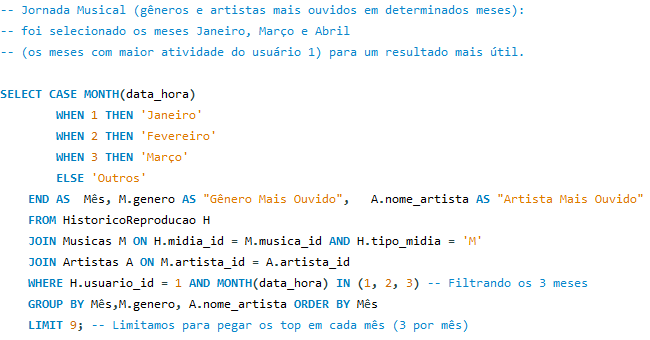 -- Jornada Musical (gêneros e artistas mais ouvidos em determinados meses):
-- foi selecionado os meses Janeiro, Março e Abril
-- (os meses com maior atividade do usuário 1) para um resultado mais útil.
SELECT CASE MONTH(data_hora)
WHEN 1 THEN 'Janeiro'
WHEN 2 THEN 'Fevereiro'
WHEN 3 THEN 'Março'
ELSE 'Outros'
END AS  Mês, M.genero AS "Gênero Mais Ouvido",   A.nome_artista AS "Artista Mais Ouvido"
FROM HistoricoReproducao H
JOIN Musicas M ON H.midia_id = M.musica_id AND H.tipo_midia = 'M'
JOIN Artistas A ON M.artista_id = A.artista_id
WHERE H.usuario_id = 1 AND MONTH(data_hora) IN (1, 2, 3) -- Filtrando os 3 meses
GROUP BY Mês,M.genero, A.nome_artista ORDER BY Mês
LIMIT 9; -- Limitamos para pegar os top em cada mês (3 por mês)